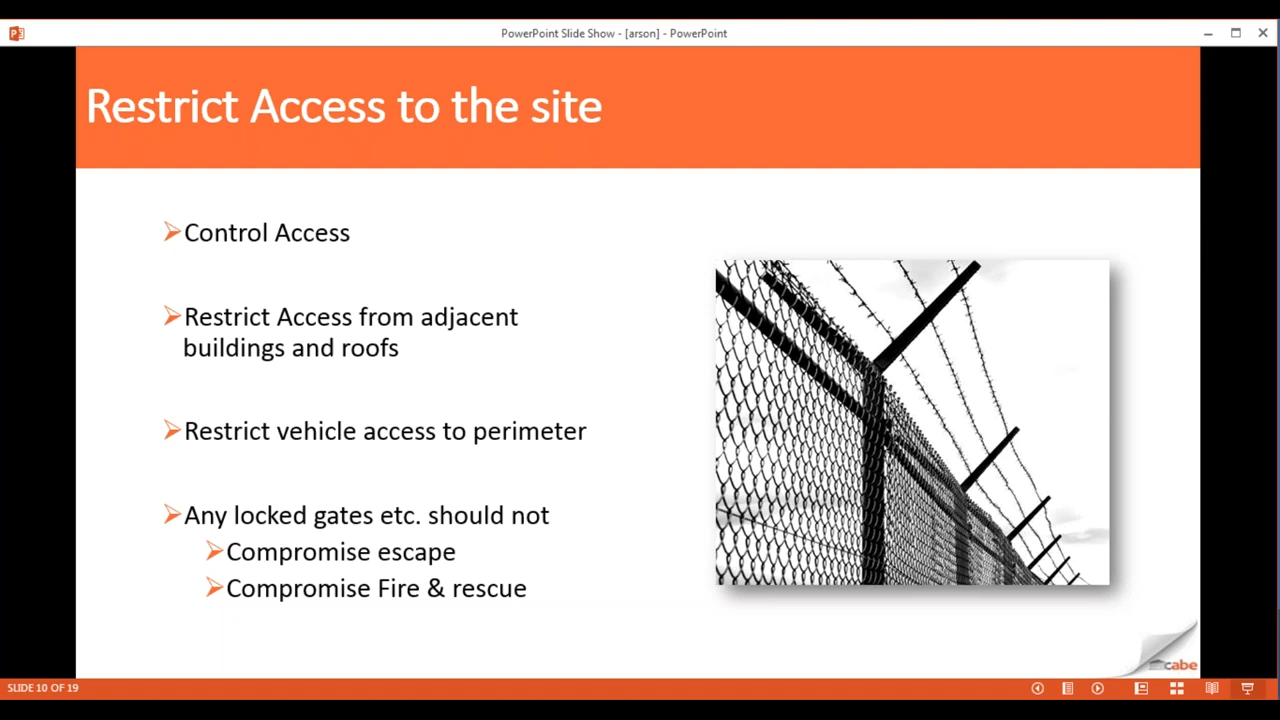 PowerPoint Slide Show - [arson] - PowerPoint
Restrict Access to the site
Control Access
Restrict Access from adjacent
buildings and roofs
Restrict vehicle access to perimeter
Any locked gates etc. should not
Compromise escape
Compromise Fire & rescue
cabe
SLIDE 10 OF 19